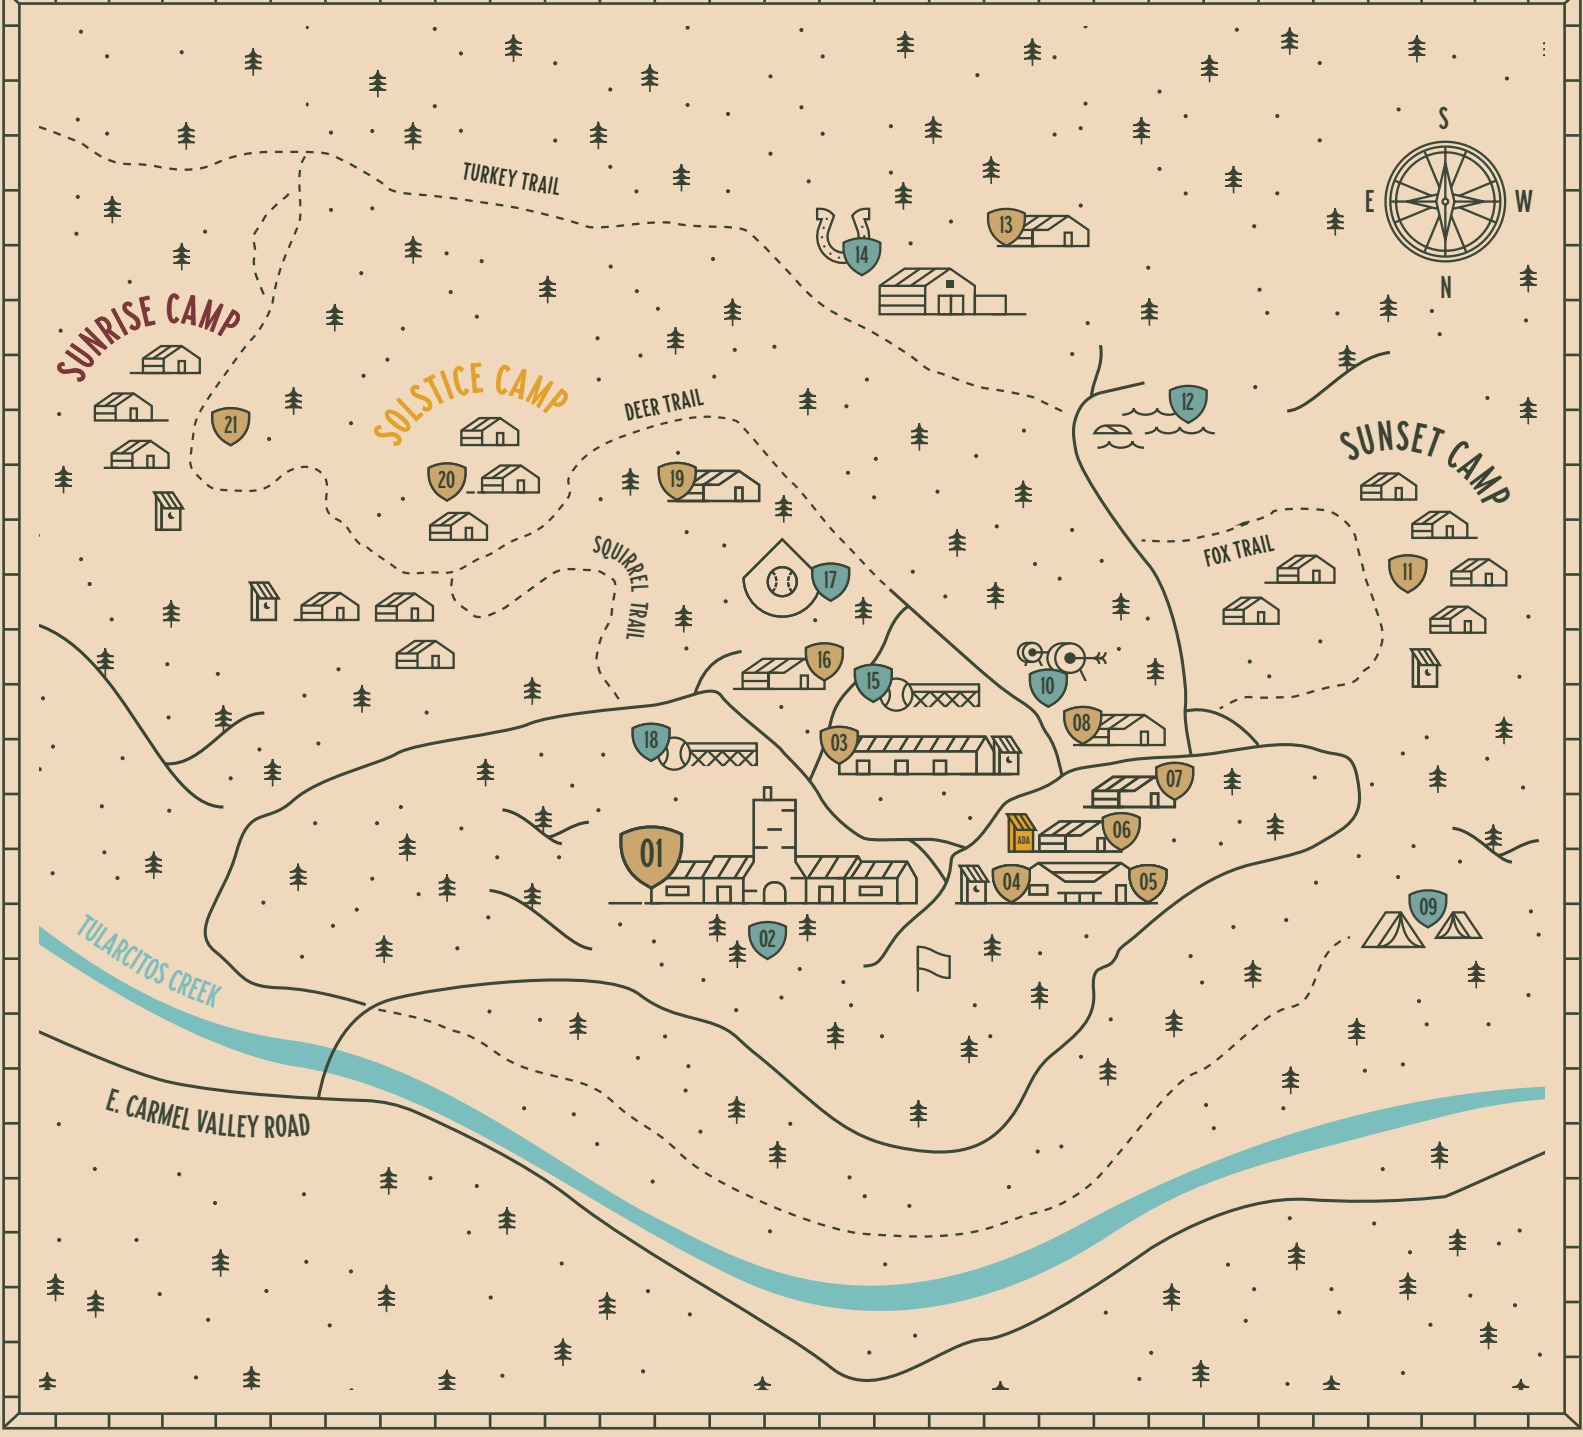 S
E
W
N
TURKEY TRAIL
13
14
SUNRISE CAMP
SOLSTICE CAMP
DEER TRAIL
12
21
SUNSET CAMP
20
19
SQUIRREL TRAIL
17
FOX TRAIL
11
16
15
10
18
03
08
07
ADA
06
01
04
05
09
02
TULARCITOS CREEK
E. CARMEL VALLEY ROAD